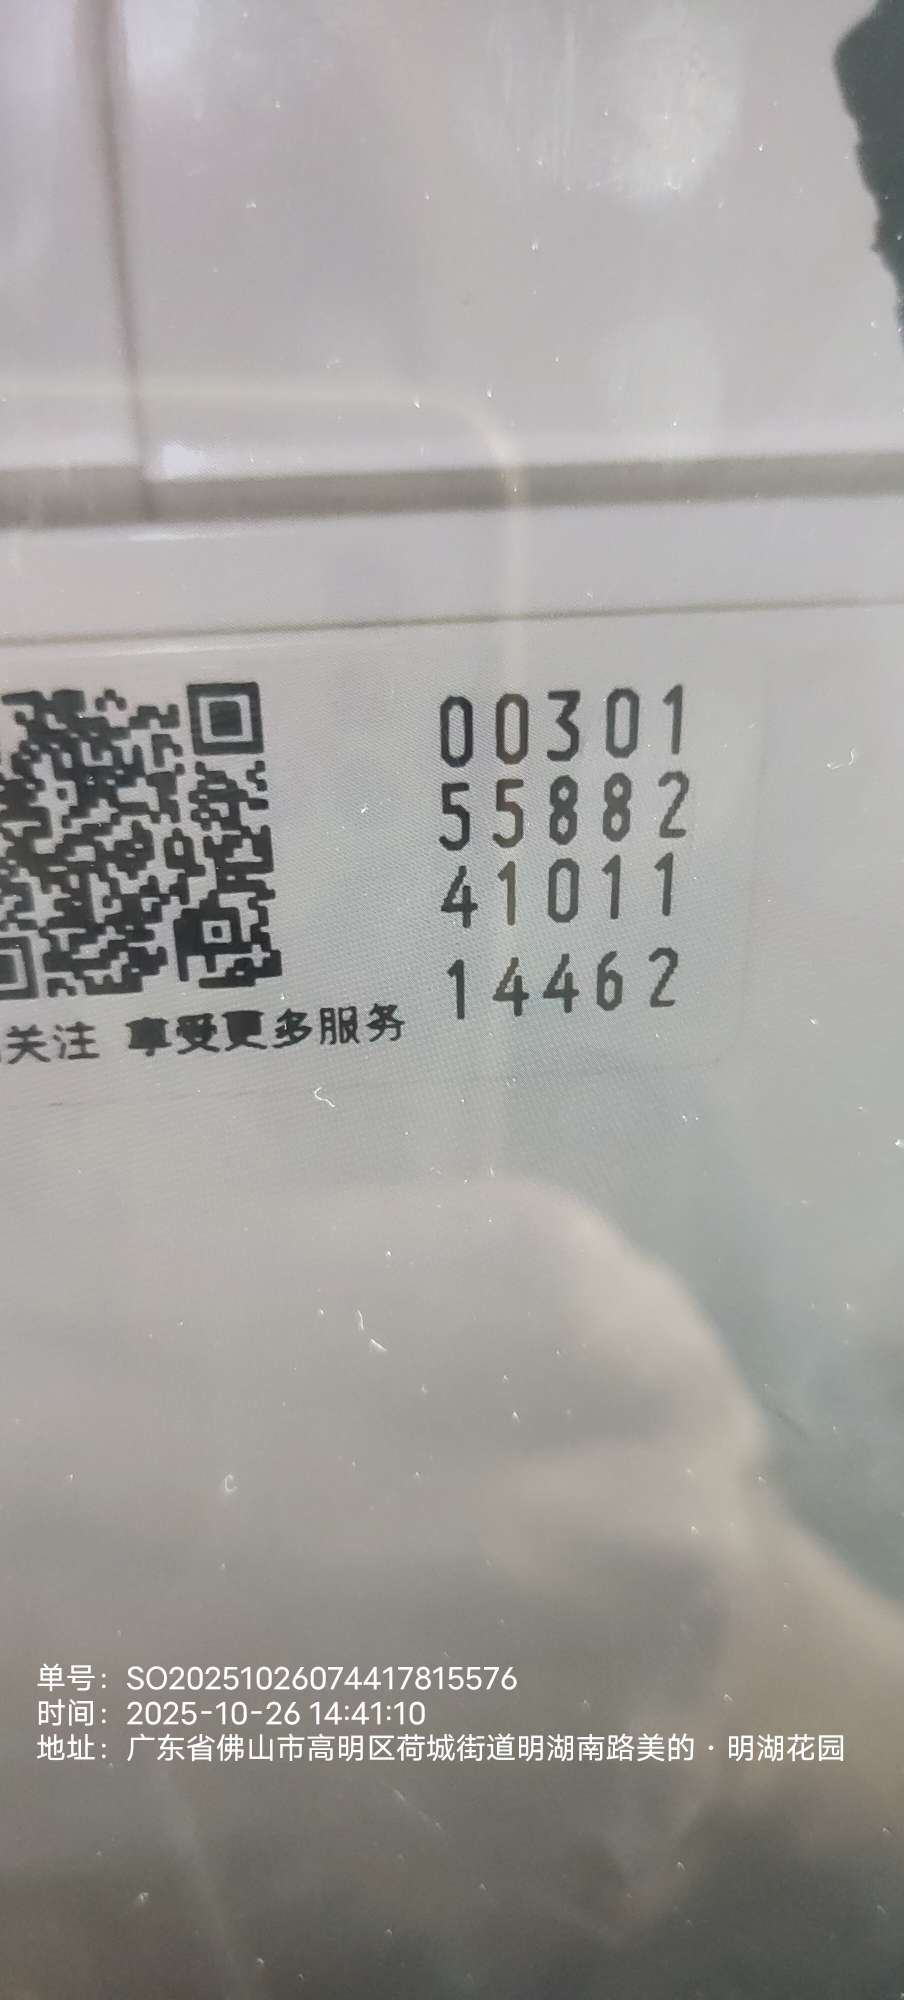 00301
55882
41011
14462
关注 享受更多服务
单号：SO20251026074417815576
时间：2025-10-26 14:41:10
地址：广东省佛山市高明区荷城街道明湖南路美的·明湖花园